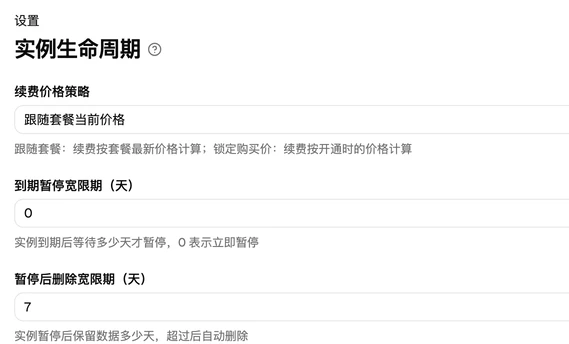 设置
实例生命周期 ?
续费价格策略
跟随套餐当前价格
跟随套餐：续费按套餐最新价格计算；锁定购买价：续费按开通时的价格计算
到期暂停宽限期（天）
0
实例到期后等待多少天才暂停，0 表示立即暂停
暂停后删除宽限期（天）
7
实例暂停后保留数据多少天，超过后自动删除